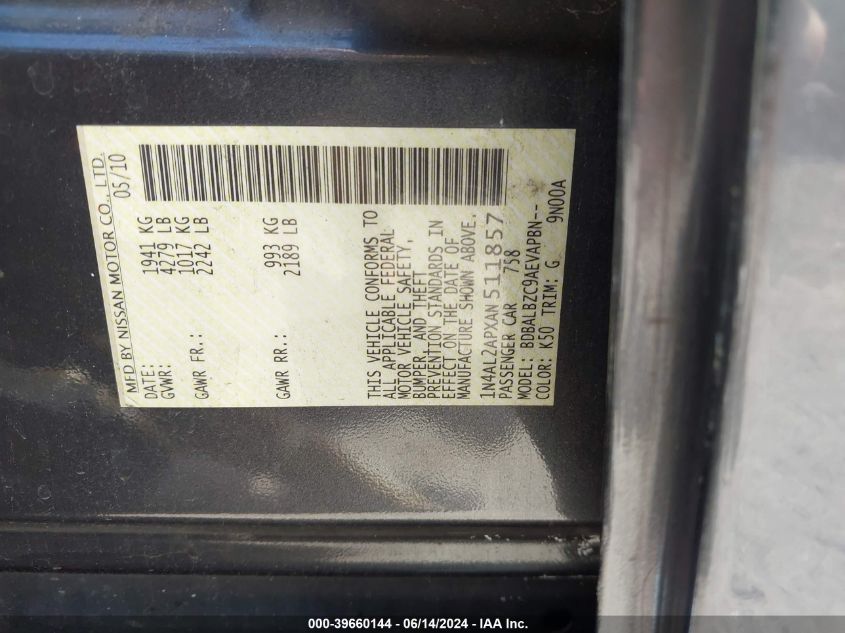 MFD BY NISSAN MOTOR CO., LTD.
DATE: 05/10
GVWR: 1941 KG
4279 LB
GAWR FR.: 1017 KG
2242 LB
GAWR RR.: 993 KG
2189 LB
THIS VEHICLE CONFORMS TO
ALL APPLICABLE FEDERAL
MOTOR VEHICLE SAFETY,
BUMPER, AND THEFT
PREVENTION STANDARDS IN
EFFECT ON THE DATE OF
MANUFACTURE SHOWN ABOVE.
1N4AL2APXAN511857
PASSENGER CAR 758
MODEL: BDBALBZC9AEVAPBN--
COLOR: K50 TRIM: G 9N00A
000-39660144 - 06/14/2024 - IAA Inc.